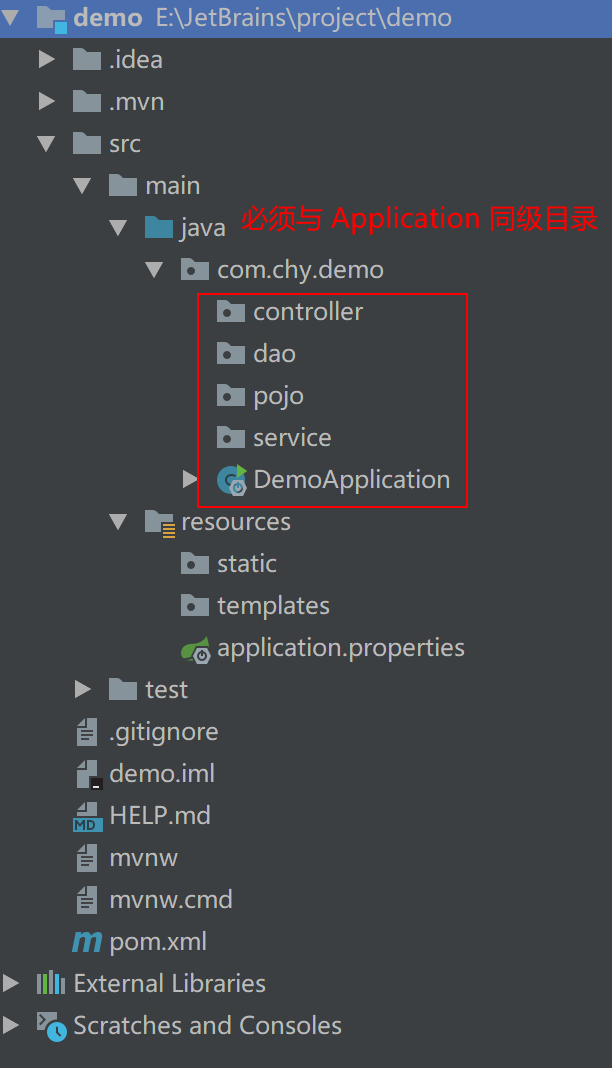 demo E:\JetBrains\project\demo
.idea
.mvn
src
main
java 必须与 Application 同级目录
com.chy.demo
controller
dao
pojo
service
DemoApplication
resources
static
templates
application.properties
test
.gitignore
demo.iml
HELP.md
mvnw
mvnw.cmd
pom.xml
External Libraries
Scratches and Consoles